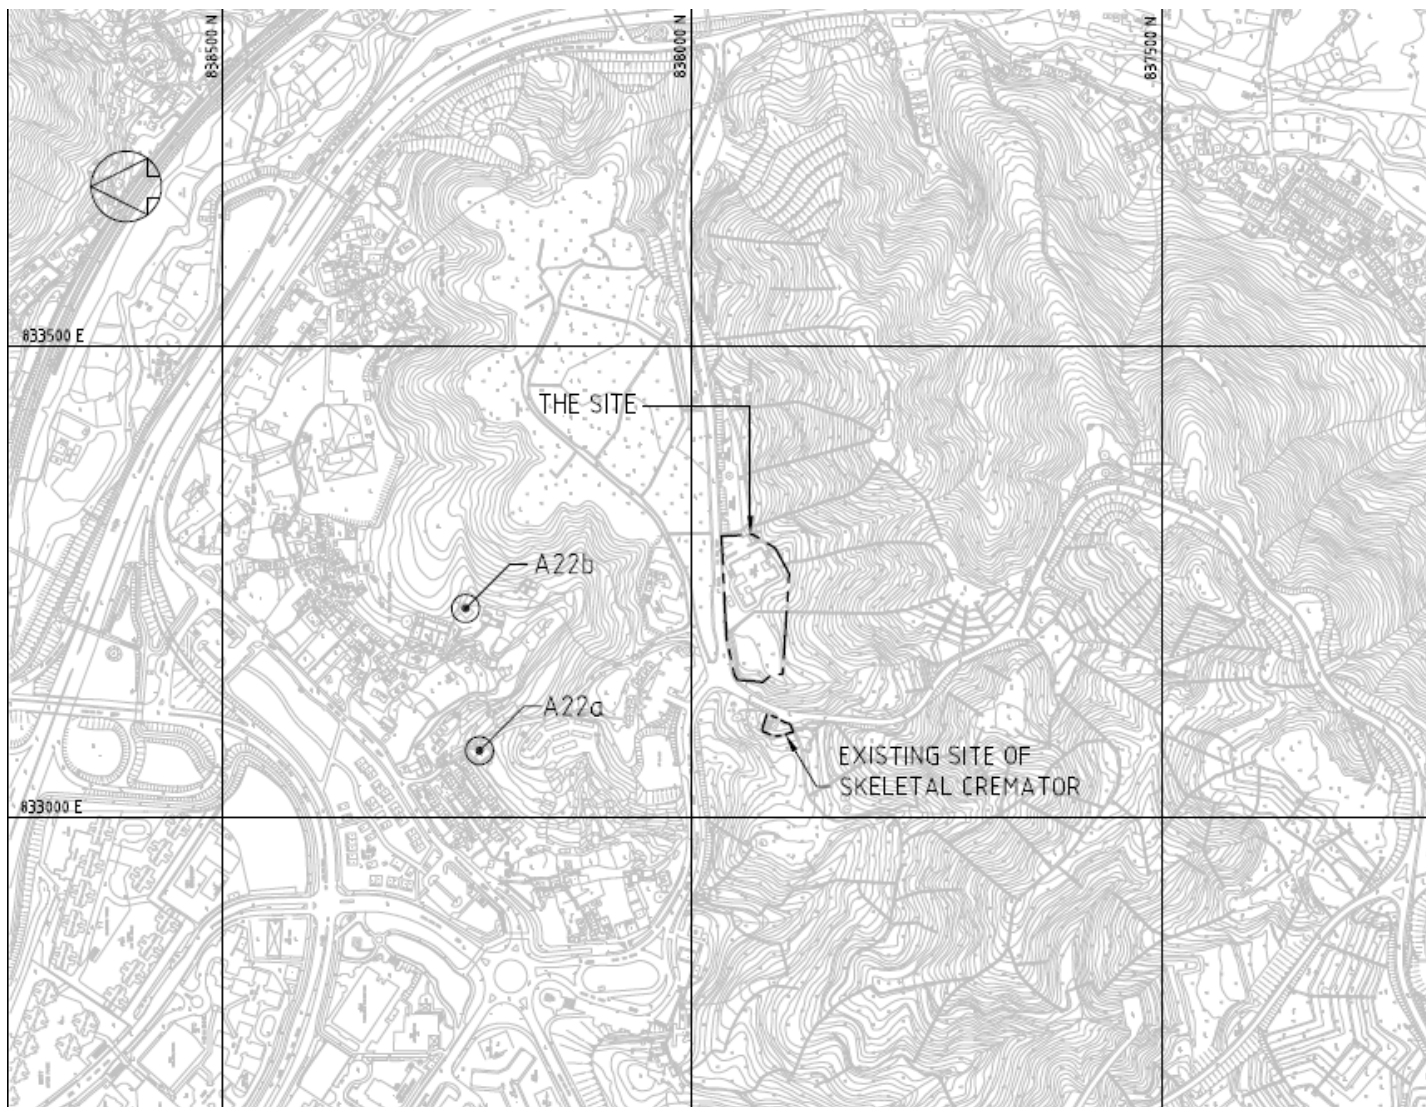 838500 N
838000 N
837500 N
833500 E
THE SITE
A22b
A22a
EXISTING SITE OF
SKELETAL CREMATOR
833000 E